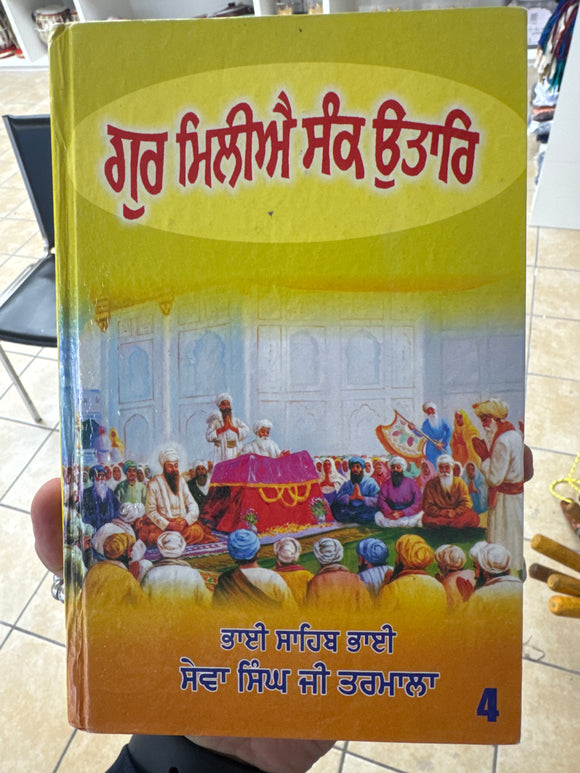 ਗੁਰ ਮਿਲੀਐ ਸੰਕ ਉਤਾਰਿ
ਭਾਈ ਸਾਹਿਬ ਭਾਈ
ਸੇਵਾ ਸਿੰਘ ਜੀ ਤਰਮਾਲਾ
4